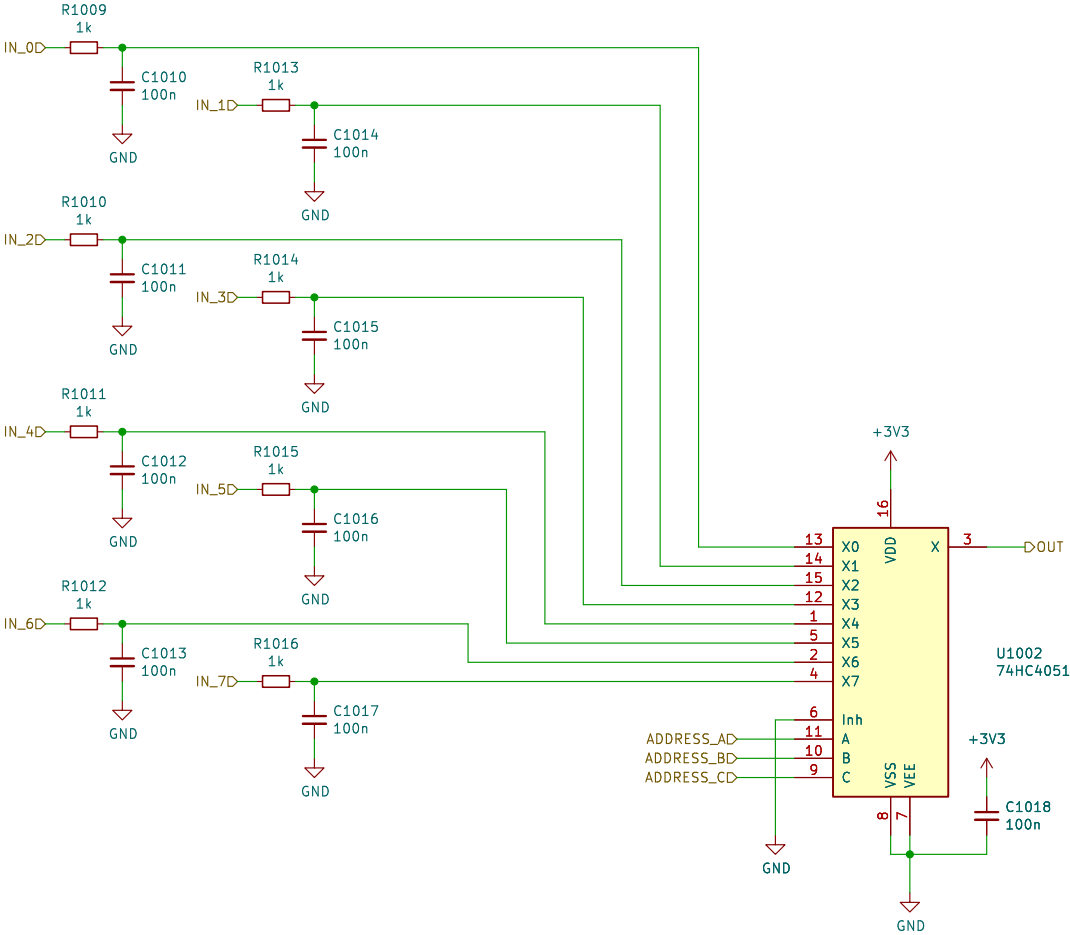 R1009
1k
IN_0
C1010
100n
GND
R1013
1k
IN_1
C1014
100n
GND
R1010
1k
IN_2
C1011
100n
GND
R1014
1k
IN_3
C1015
100n
GND
R1011
1k
IN_4
C1012
100n
GND
R1015
1k
IN_5
C1016
100n
GND
R1012
1k
IN_6
C1013
100n
GND
R1016
1k
IN_7
C1017
100n
GND
+3V3
16
VDD
13 X0
14 X1
15 X2
12 X3
1 X4
5 X5
2 X6
4 X7
6 Inh
ADDRESS_A 11 A
ADDRESS_B 10 B
ADDRESS_C 9 C
X 3 OUT
U1002
74HC4051
VSS VEE
8 7
GND
+3V3
C1018
100n
GND